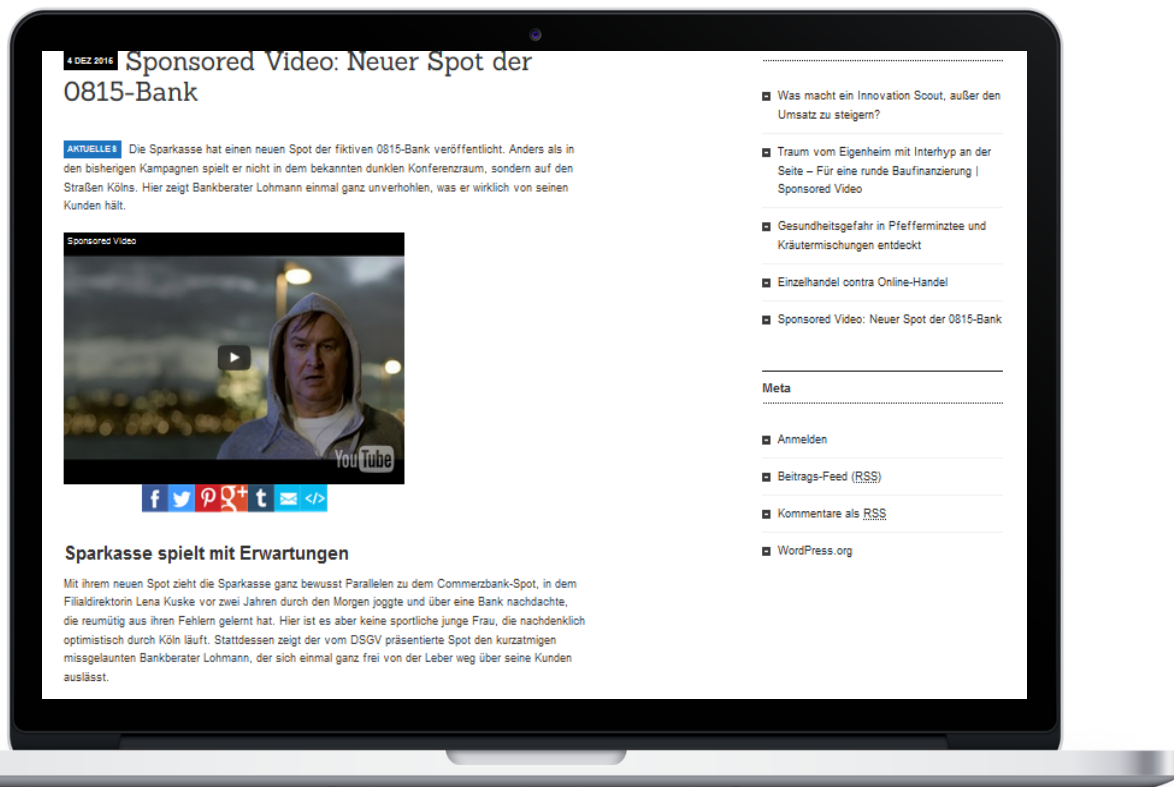 4 DEZ 2016 Sponsored Video: Neuer Spot der
0815-Bank
AKTUELLES Die Sparkasse hat einen neuen Spot der fiktiven 0815-Bank veröffentlicht. Anders als in
den bisherigen Kampagnen spielt er nicht in dem bekannten dunklen Konferenzraum, sondern auf den
Straßen Kölns. Hier zeigt Bankberater Lohmann einmal ganz unverhohlen, was er wirklich von seinen
Kunden hält.
Sponsored Video
YouTube
f p g+ t </>
Sparkasse spielt mit Erwartungen
Mit ihrem neuen Spot zieht die Sparkasse ganz bewusst Parallelen zu dem Commerzbank-Spot, in dem
Filialdirektorin Lena Kuske vor zwei Jahren durch den Morgen joggte und über eine Bank nachdachte,
die reumütig aus ihren Fehlern gelernt hat. Hier ist es aber keine sportliche junge Frau, die nachdenklich
optimistisch durch Köln läuft. Stattdessen zeigt der vom DSGV präsentierte Spot den kurzatmigen
missgelaunten Bankberater Lohmann, der sich einmal ganz frei von der Leber weg über seine Kunden
auslässt.
Was macht ein Innovation Scout, außer den
Umsatz zu steigern?
Traum vom Eigenheim mit Interhyp an der
Seite – Für eine runde Baufinanzierung |
Sponsored Video
Gesundheitsgefahr in Pfefferminztee und
Kräutermischungen entdeckt
Einzelhandel contra Online-Handel
Sponsored Video: Neuer Spot der 0815-Bank
Meta
Anmelden
Beitrags-Feed (RSS)
Kommentare als RSS
WordPress.org